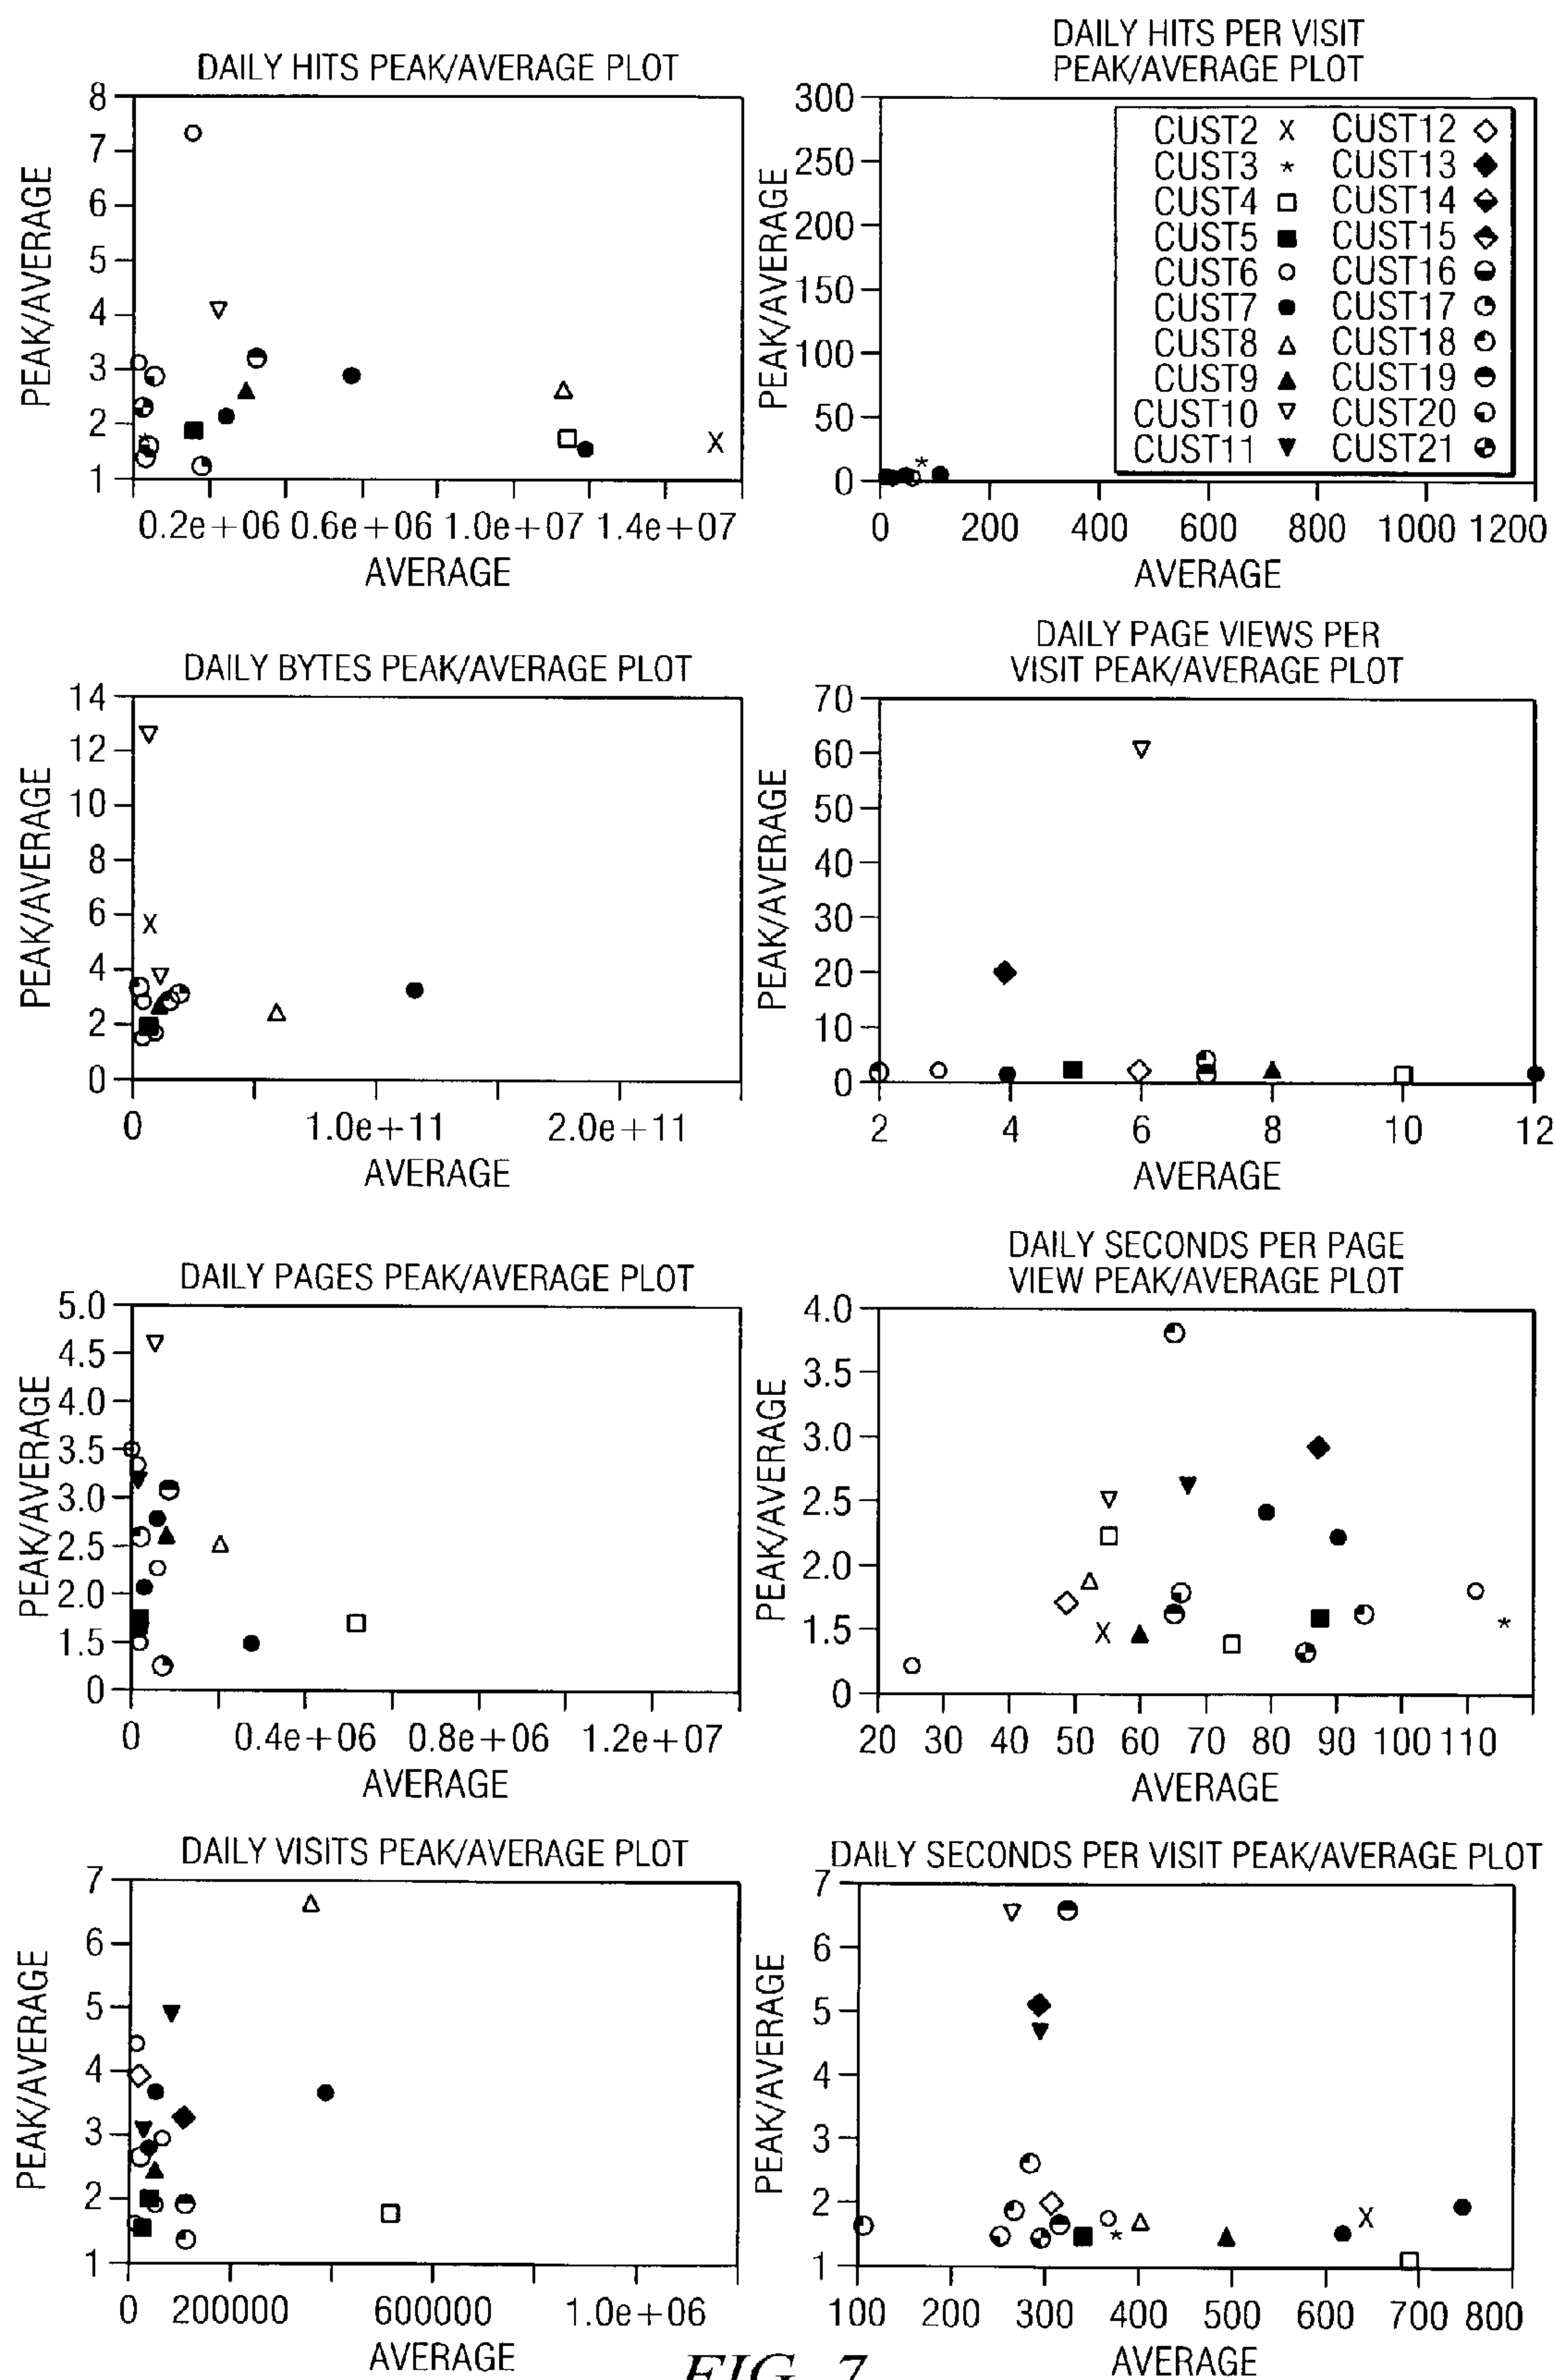 DAILY HITS PEAK/AVERAGE PLOT
PEAK/AVERAGE
8
7
6
5
4
3
2
1
0.2e+06 0.6e+06 1.0e+07 1.4e+07
AVERAGE
DAILY HITS PER VISIT
PEAK/AVERAGE PLOT
PEAK/AVERAGE
300
250
200
150
100
50
0
0 200 400 600 800 1000 1200
AVERAGE
CUST2 CUST12
CUST3 CUST13
CUST4 CUST14
CUST5 CUST15
CUST6 CUST16
CUST7 CUST17
CUST8 CUST18
CUST9 CUST19
CUST10 CUST20
CUST11 CUST21
DAILY BYTES PEAK/AVERAGE PLOT
PEAK/AVERAGE
14
12
10
8
6
4
2
0
0 1.0e+11 2.0e+11
AVERAGE
DAILY PAGE VIEWS PER
VISIT PEAK/AVERAGE PLOT
PEAK/AVERAGE
70
60
50
40
30
20
10
0
2 4 6 8 10 12
AVERAGE
DAILY PAGES PEAK/AVERAGE PLOT
PEAK/AVERAGE
5.0
4.5
4.0
3.5
3.0
2.5
2.0
1.5
0
0 0.4e+06 0.8e+06 1.2e+07
AVERAGE
DAILY SECONDS PER PAGE
VIEW PEAK/AVERAGE PLOT
PEAK/AVERAGE
4.0
3.5
3.0
2.5
2.0
1.5
0
20 30 40 50 60 70 80 90 100 110
AVERAGE
DAILY VISITS PEAK/AVERAGE PLOT
PEAK/AVERAGE
7
6
5
4
3
2
1
0 200000 600000 1.0e+06
AVERAGE
DAILY SECONDS PER VISIT PEAK/AVERAGE PLOT
PEAK/AVERAGE
7
6
5
4
3
2
1
100 200 300 400 500 600 700 800
AVERAGE
FIG. 7